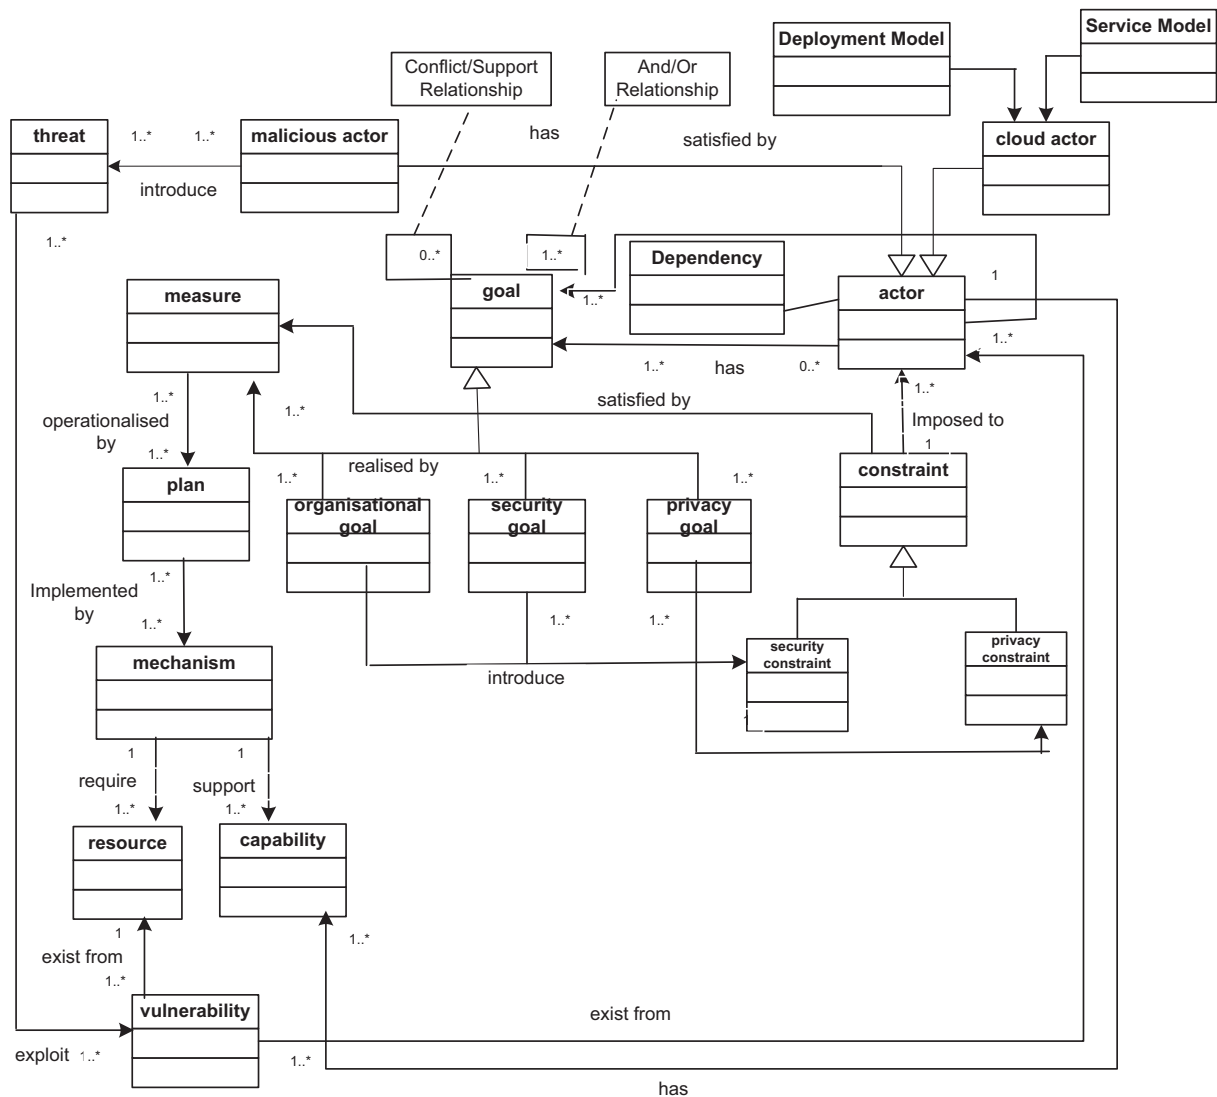 Service Model
Deployment Model
Conflict/Support
Relationship
And/Or
Relationship
threat
1..*
1..*
malicious actor
has
satisfied by
cloud actor
introduce
1..*
0..*
1..*
Dependency
1
measure
goal
1..*
actor
1..*
1..*
has
0..*
1..*
1..*
satisfied by
1..*
operationalised
by
Imposed to
1..*
1
realised by
1..*
1..*
1..*
plan
constraint
organisational
goal
security
goal
privacy
goal
1..*
Implemented
by
1..*
1..*
1..*
mechanism
security
constraint
privacy
constraint
introduce
1
1
1
require
support
1..*
1..*
resource
capability
1
1..*
exist from
1..*
vulnerability
exist from
exploit
1..*
1..*
1..*
has